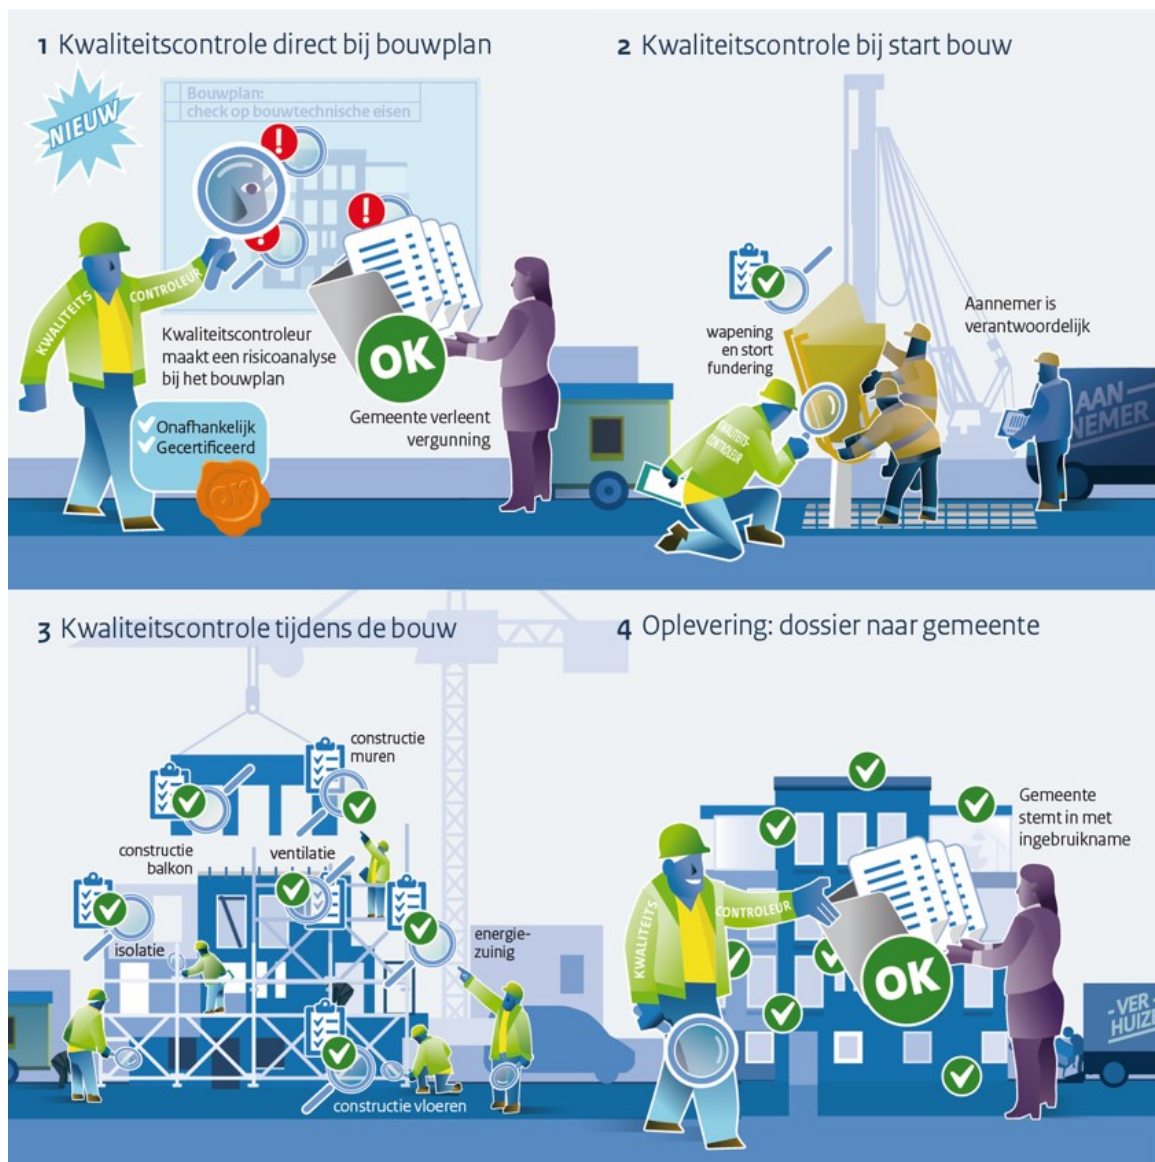 1 Kwaliteitscontrole direct bij bouwplan
NIEUW
Bouwplan:
check op bouwtechnische eisen
KWALITEITS
CONTROLEUR
Kwaliteitscontroleur
maakt een risicoanalyse
bij het bouwplan
Onafhankelijk
Gecertificeerd
OK
OK
Gemeente verleent
vergunning
2 Kwaliteitscontrole bij start bouw
wapening
en stort
fundering
Aannemer is
verantwoordelijk
KWALITEITS-
CONTROLEUR
AAN-
NEMER
3 Kwaliteitscontrole tijdens de bouw
constructie
muren
constructie
balkon
ventilatie
isolatie
energie-
zuinig
constructie vloeren
4 Oplevering: dossier naar gemeente
Gemeente
stemt in met
ingebruikname
KWALITEITS
CONTROLEUR
OK
-VER-
HUIZI